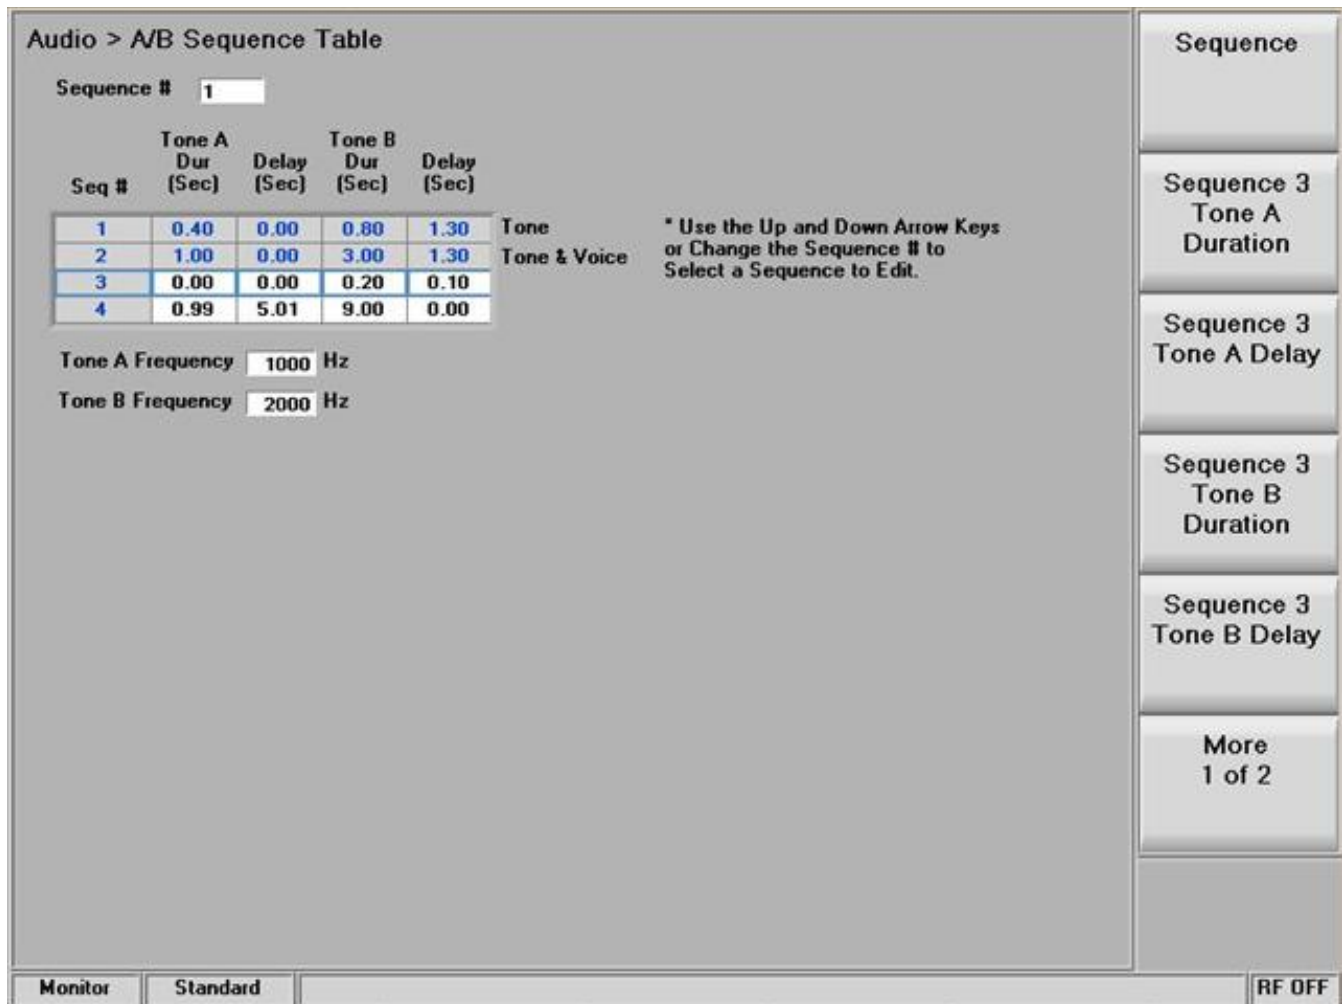 Audio > A/B Sequence Table
Sequence # 1
Tone A Tone B
Dur Delay Dur Delay
Seq # (Sec) (Sec) (Sec) (Sec)
1 0.40 0.00 0.80 1.30 Tone
2 1.00 0.00 3.00 1.30 Tone & Voice
3 0.00 0.00 0.20 0.10
4 0.99 5.01 9.00 0.00
* Use the Up and Down Arrow Keys
or Change the Sequence # to
Select a Sequence to Edit.
Tone A Frequency 1000 Hz
Tone B Frequency 2000 Hz
Sequence
Sequence 3
Tone A
Duration
Sequence 3
Tone A Delay
Sequence 3
Tone B
Duration
Sequence 3
Tone B Delay
More
1 of 2
Monitor Standard RF OFF